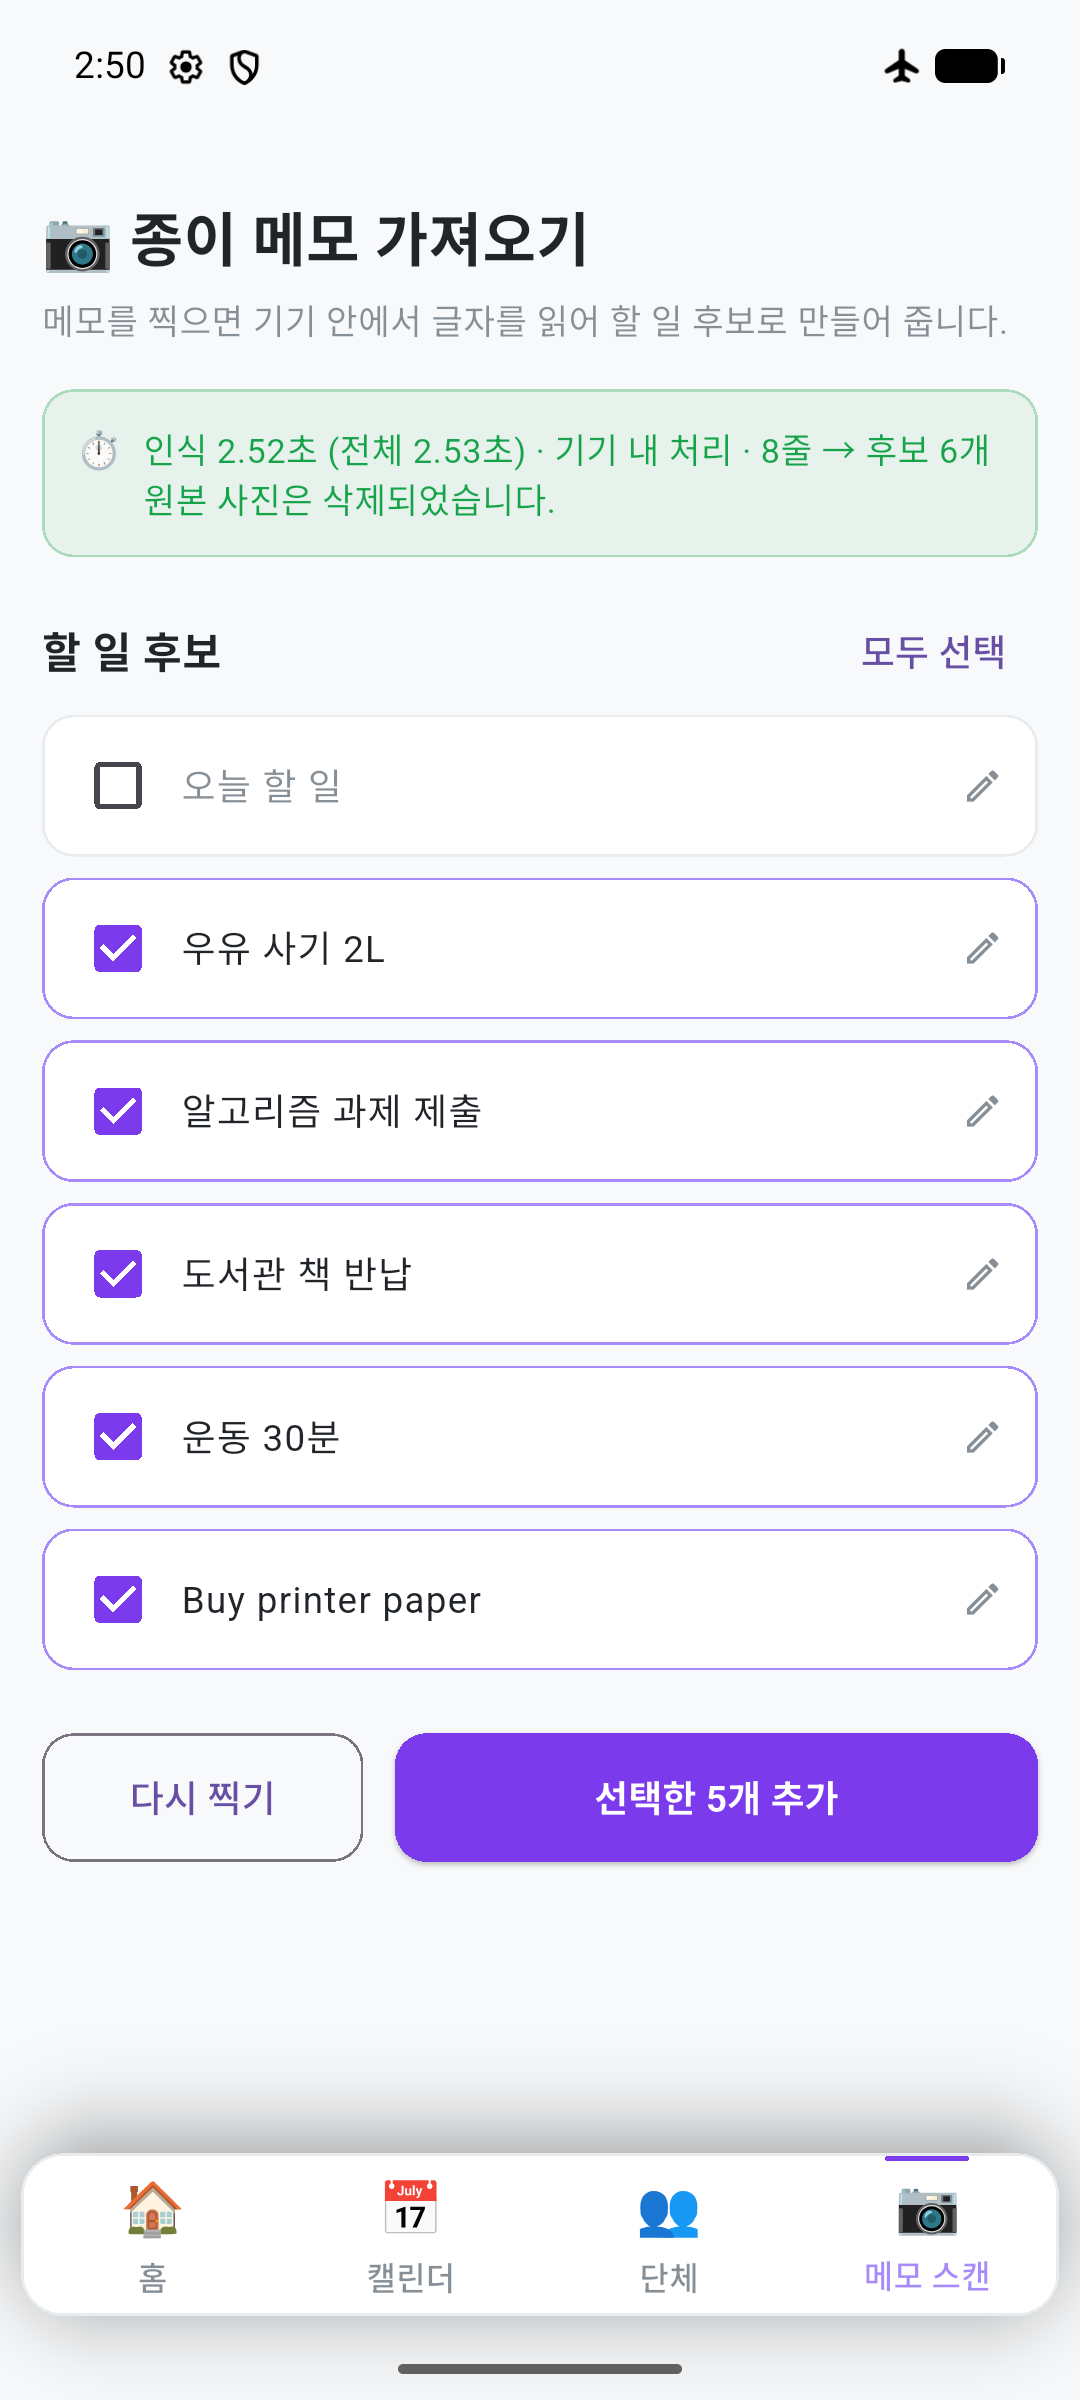 2:50
종이 메모 가져오기
메모를 찍으면 기기 안에서 글자를 읽어 할 일 후보로 만들어 줍니다.
인식 2.52초 (전체 2.53초) · 기기 내 처리 · 8줄 → 후보 6개
원본 사진은 삭제되었습니다.
할 일 후보
모두 선택
오늘 할 일
우유 사기 2L
알고리즘 과제 제출
도서관 책 반납
운동 30분
Buy printer paper
다시 찍기
선택한 5개 추가
July
17
홈
캘린더
단체
메모 스캔